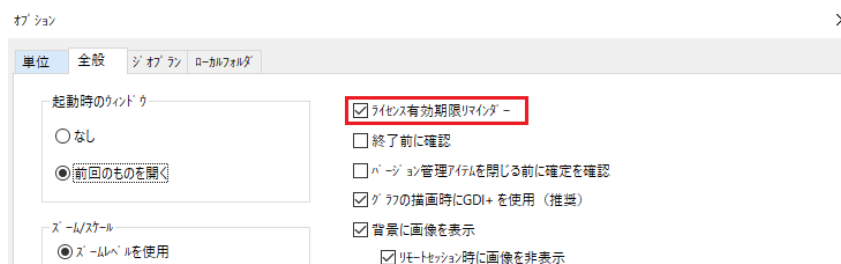 ｵﾌﾟｼｮﾝ
単位 全般 ｼﾞｵﾌﾟﾗﾝ ﾛｰｶﾙﾌｫﾙﾀﾞ
起動時のｳｨﾝﾄﾞｳ
なし
前回のものを開く
ｽﾞｰﾑ/ｽｹｰﾙ
ｽﾞｰﾑﾚﾍﾞﾙを使用
ﾗｲｾﾝｽ有効期限ﾘﾏｲﾝﾀﾞｰ
終了前に確認
ﾊﾞｰｼﾞｮﾝ管理ｱｲﾃﾑを閉じる前に確定を確認
ｸﾞﾗﾌの描画時にGDI+ を使用（推奨）
背景に画像を表示
ﾘﾓｰﾄｾｯｼｮﾝ時に画像を非表示